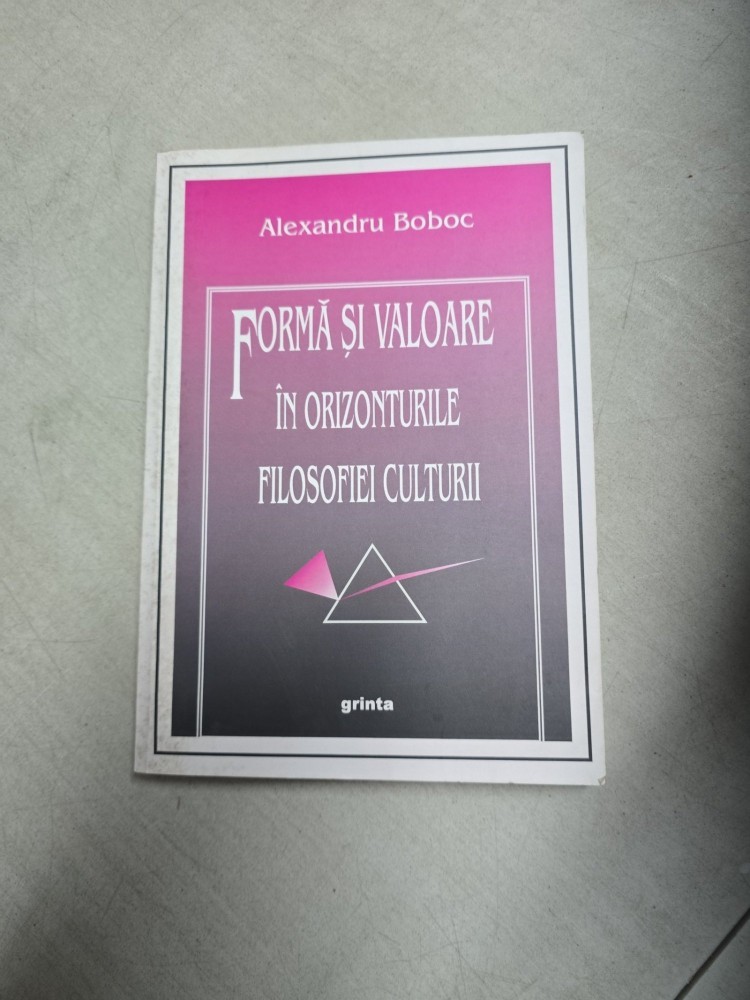 Alexandru Boboc
FORMĂ ȘI VALOARE
ÎN ORIZONTURILE
FILOSOFIEI CULTURII
grinta